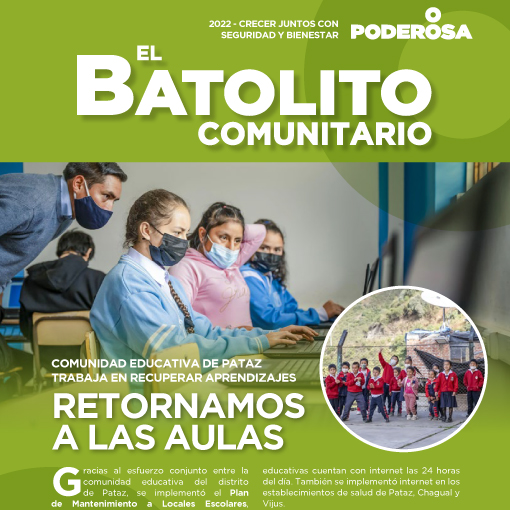 2022 - CRECER JUNTOS CON
SEGURIDAD Y BIENESTAR
PODEROSA
EL
BATOLITO
COMUNITARIO
COMUNIDAD EDUCATIVA DE PATAZ
TRABAJA EN RECUPERAR APRENDIZAJES
RETORNAMOS
A LAS AULAS
Gracias al esfuerzo conjunto entre la
comunidad educativa del distrito
de Pataz, se implementó el Plan
de Mantenimiento a Locales Escolares,
educativas cuentan con internet las 24 horas
del día. También se implementó internet en los
establecimientos de salud de Pataz, Chagual y
Vijus.